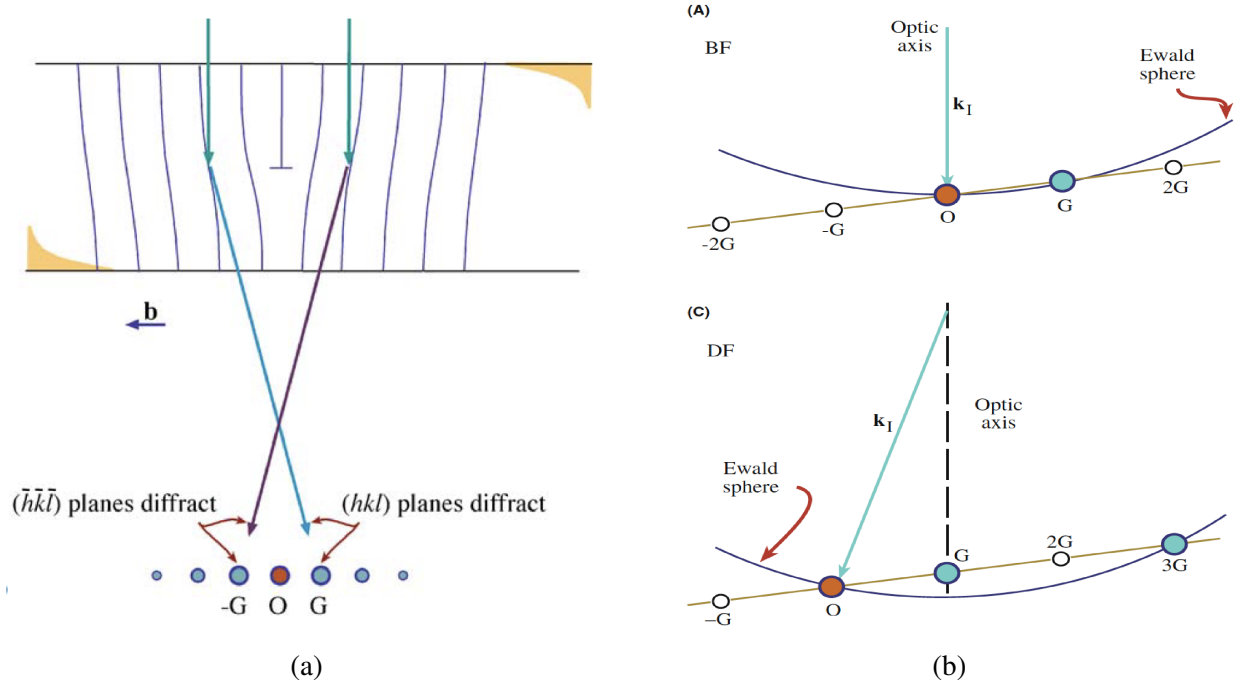 b
(h̄k̄l̄) planes diffract
(hkl) planes diffract
-G O G
(a)
(A)
BF
Optic
axis
Ewald
sphere
k_I
-2G
-G
O
G
2G
(C)
DF
k_I
Optic
axis
Ewald
sphere
–G
O
G
2G
3G
(b)